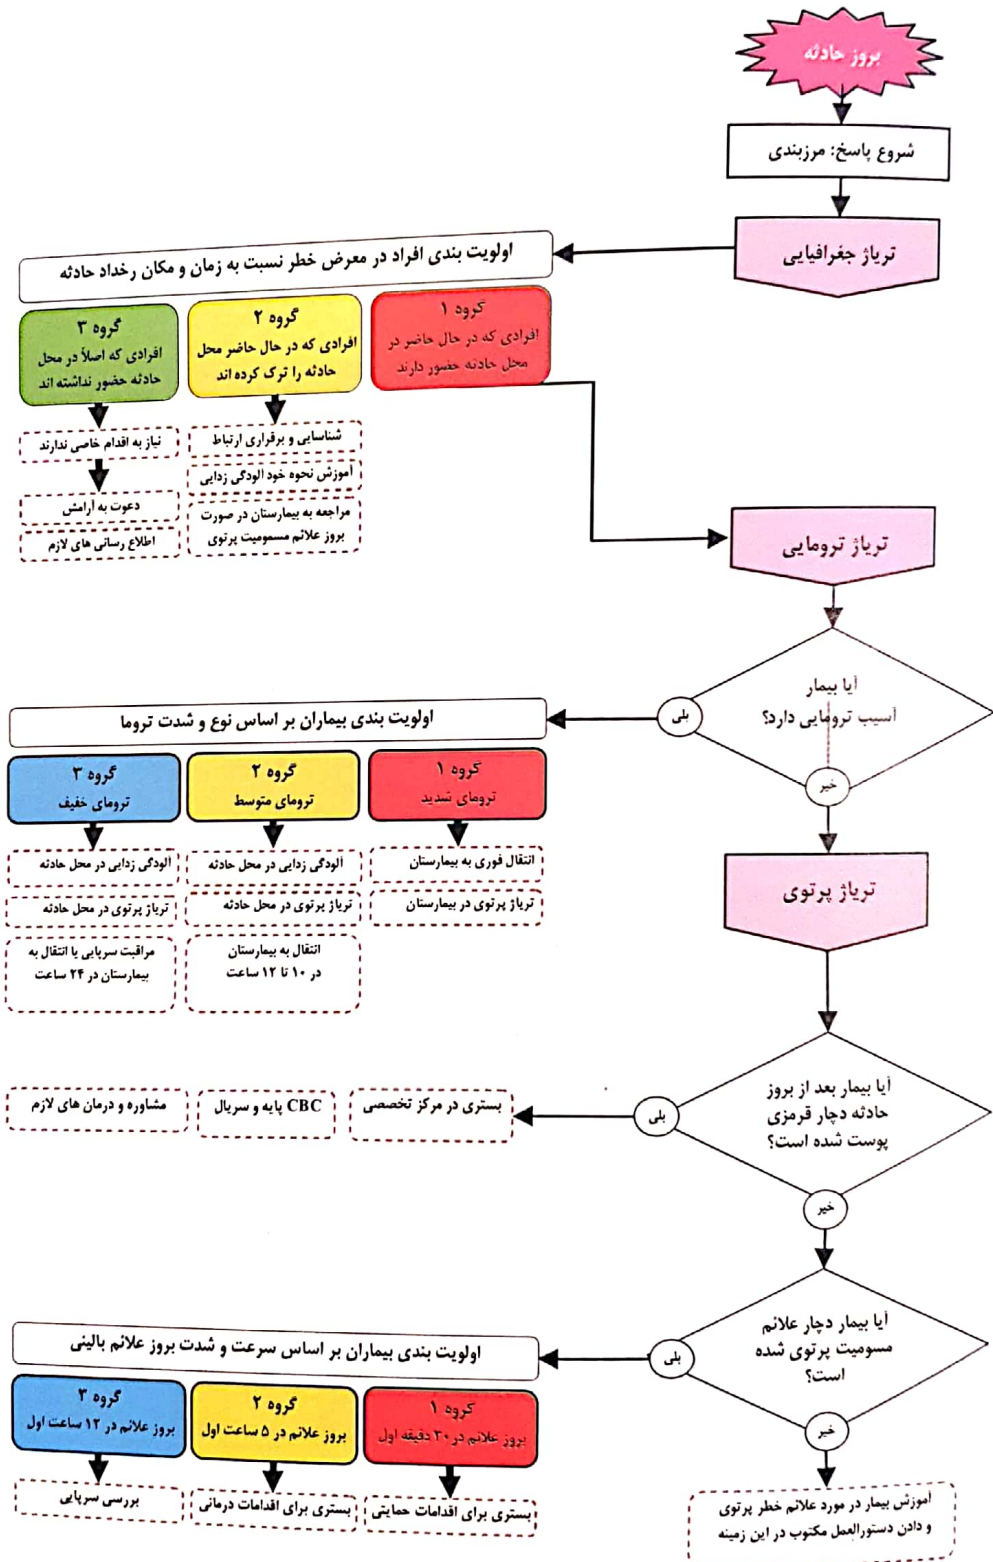 بروز حادثه
شروع پاسخ: مرزبندی
تریاژ جغرافیایی
اولویت بندی افراد در معرض خطر نسبت به زمان و مکان رخداد حادثه
گروه ۱
افرادی که در حال حاضر در
محل حادثه حضور دارند
گروه ۲
افرادی که در حال حاضر محل
حادثه را ترک کرده اند
شناسایی و برقراری ارتباط
آموزش نحوه خود آلودگی زدایی
مراجعه به بیمارستان در صورت
بروز علائم مسمومیت پرتوی
گروه ۳
افرادی که اصلاً در محل
حادثه حضور نداشته اند
نیاز به اقدام خاصی ندارند
دعوت به آرامش
اطلاع رسانی های لازم
تریاژ ترومایی
آیا بیمار
آسیب ترومایی دارد؟
بلی
خیر
اولویت بندی بیماران بر اساس نوع و شدت تروما
گروه ۱
ترومای شدید
انتقال فوری به بیمارستان
تریاژ پرتوی در بیمارستان
گروه ۲
ترومای متوسط
آلودگی زدایی در محل حادثه
تریاژ پرتوی در محل حادثه
انتقال به بیمارستان
در ۱۰ تا ۱۲ ساعت
گروه ۳
ترومای خفیف
آلودگی زدایی در محل حادثه
تریاژ پرتوی در محل حادثه
مراقبت سرپایی یا انتقال به
بیمارستان در ۲۴ ساعت
تریاژ پرتوی
آیا بیمار بعد از بروز
حادثه دچار قرمزی
پوست شده است؟
بلی
خیر
بستری در مرکز تخصصی
CBC پایه و سریال
مشاوره و درمان های لازم
آیا بیمار دچار علائم
مسومیت پرتوی شده
است؟
بلی
خیر
اولویت بندی بیماران بر اساس سرعت و شدت بروز علائم بالینی
گروه ۱
بروز علائم در ۳۰ دقیقه اول
بستری برای اقدامات حمایتی
گروه ۲
بروز علائم در ۵ ساعت اول
بستری برای اقدامات درمانی
گروه ۳
بروز علائم در ۱۲ ساعت اول
بررسی سرپایی
آموزش بیمار در مورد علائم خطر پرتوی
و دادن دستورالعمل مکتوب در این زمینه